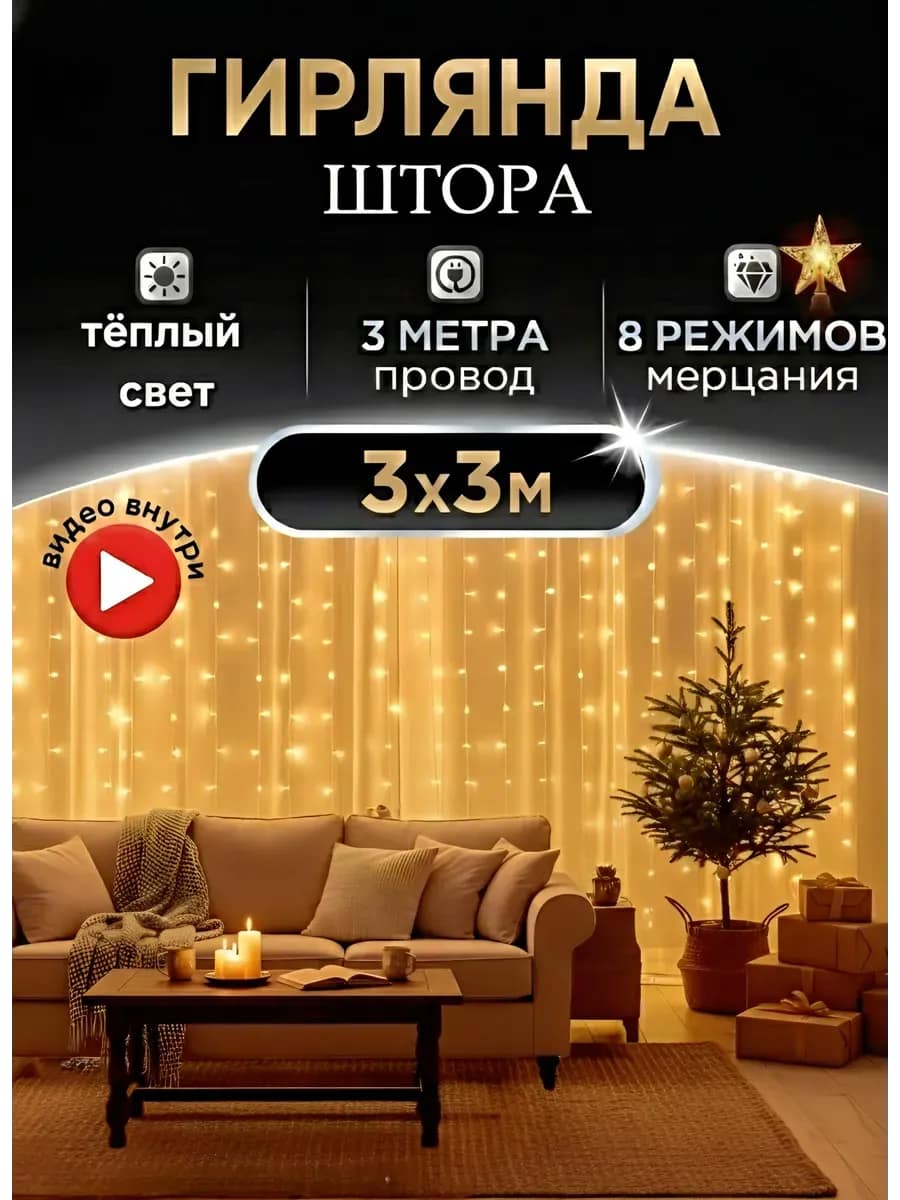 ГИРЛЯНДА
ШТОРА
тёплый
свет
3 МЕТРА
провод
8 РЕЖИМОВ
мерцания
3х3м
видео внутри